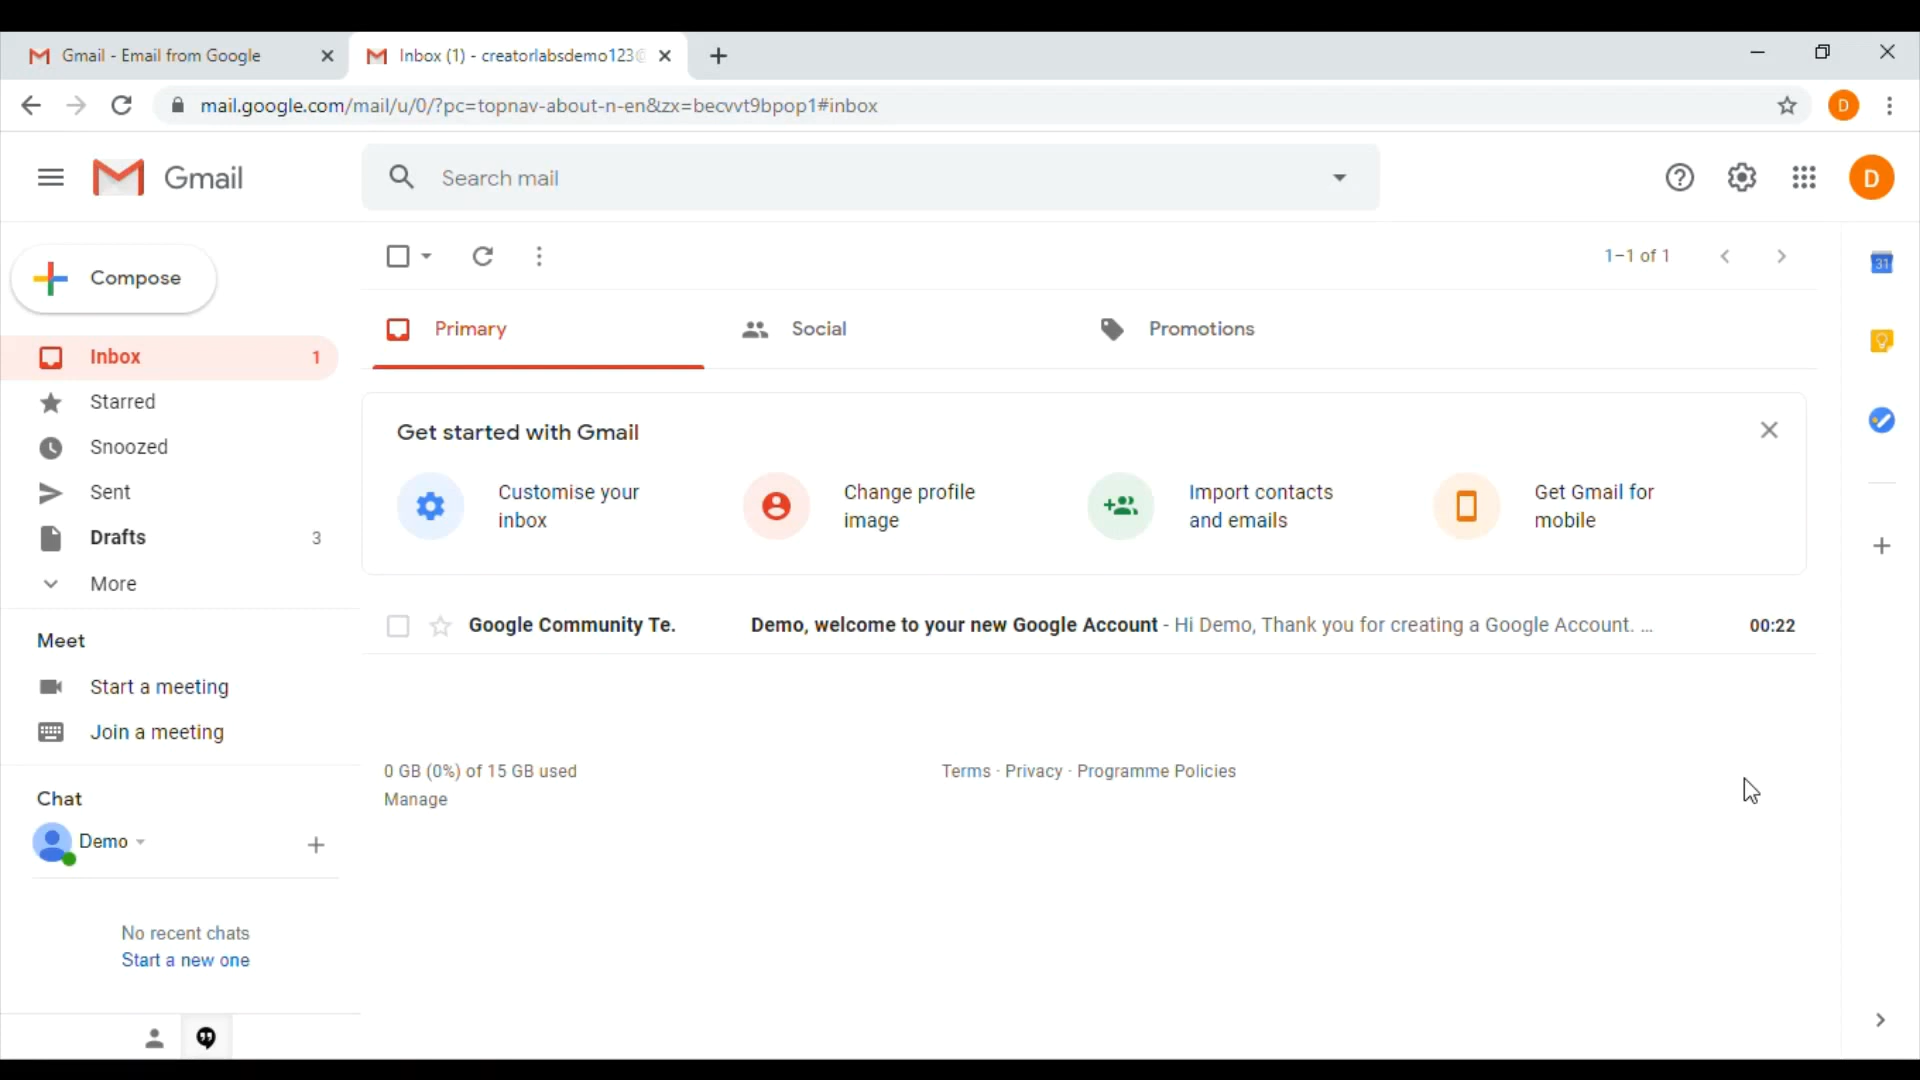 Gmail - Email from Google
Inbox (1) - creatorlabsdemo123@
mail.google.com/mail/u/0/?pc=topnav-about-n-en&zx=becvvt9bpop1#inbox
D
Gmail
Search mail
D
Compose
1-1 of 1
31
Primary
Social
Promotions
Inbox 1
Starred
Snoozed
Sent
Drafts 3
More
Get started with Gmail
Customise your
inbox
Change profile
image
Import contacts
and emails
Get Gmail for
mobile
Google Community Te. Demo, welcome to your new Google Account - Hi Demo, Thank you for creating a Google Account. ... 00:22
Meet
Start a meeting
Join a meeting
0 GB (0%) of 15 GB used
Manage
Terms · Privacy · Programme Policies
Chat
Demo
No recent chats
Start a new one